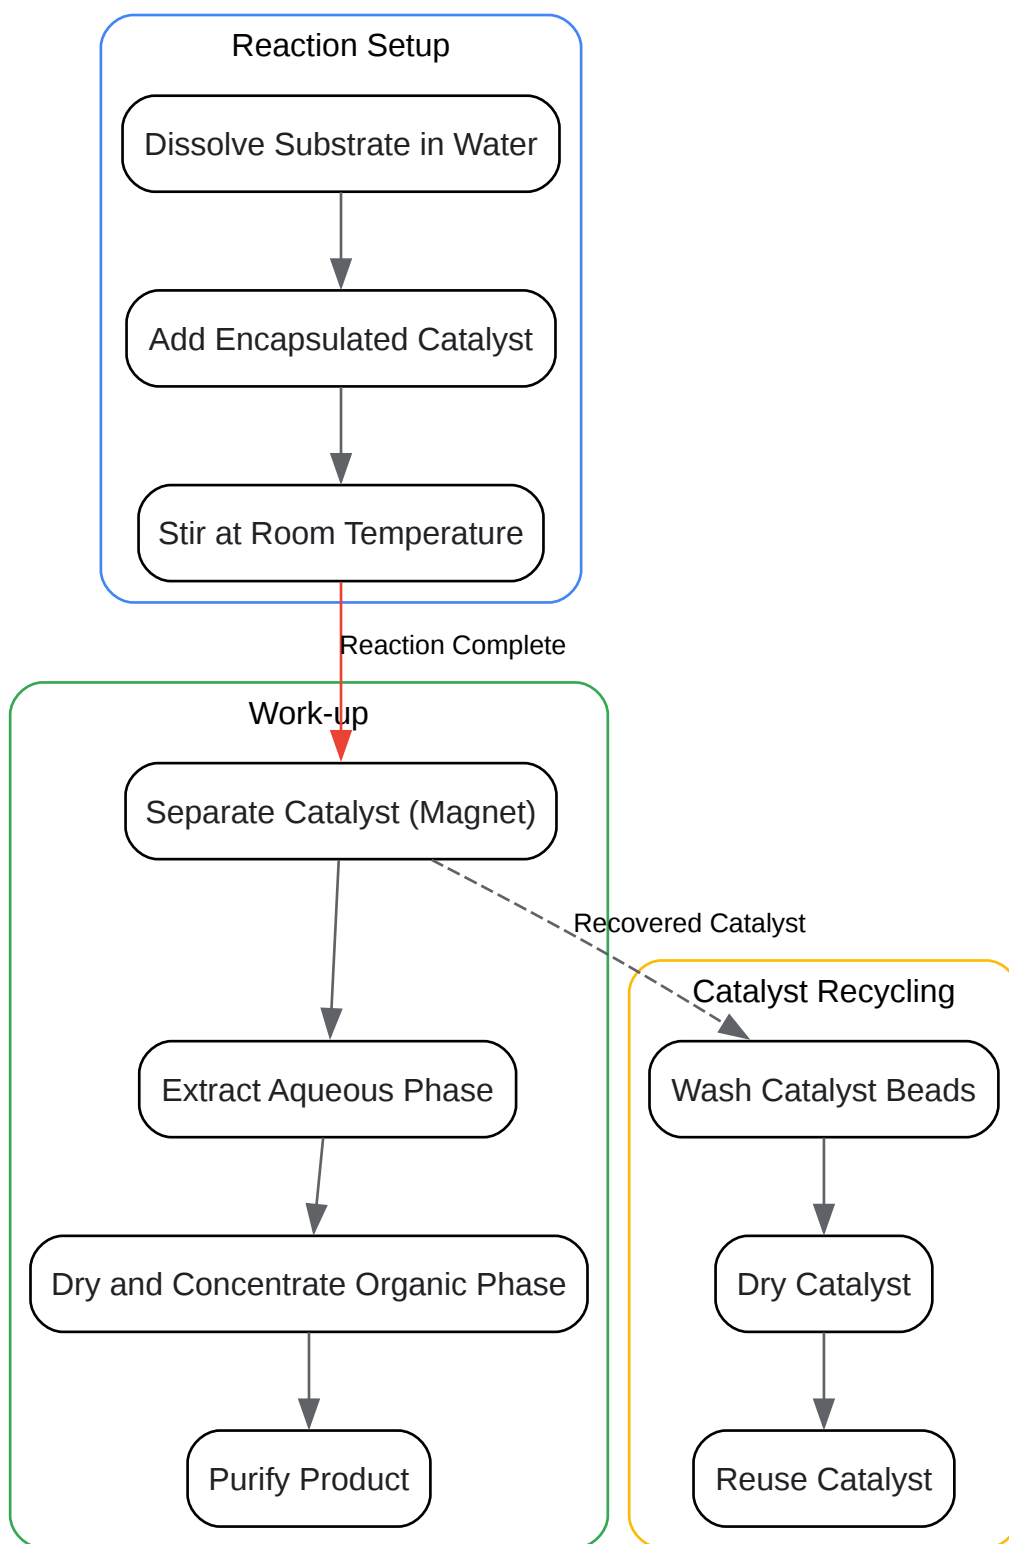 Reaction Setup
Dissolve Substrate in Water
Add Encapsulated Catalyst
Stir at Room Temperature
Reaction Complete
Work-up
Separate Catalyst (Magnet)
Recovered Catalyst
Catalyst Recycling
Extract Aqueous Phase
Wash Catalyst Beads
Dry and Concentrate Organic Phase
Dry Catalyst
Purify Product
Reuse Catalyst